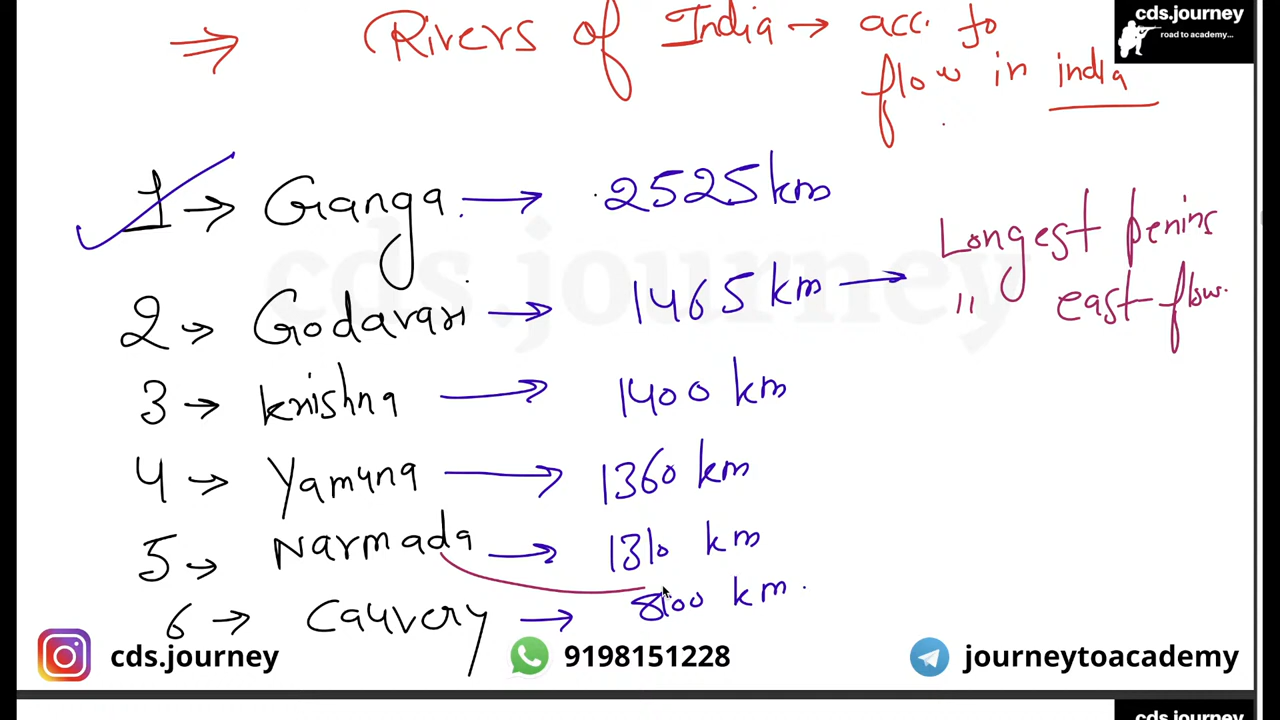 cds.journey
road to academy...
⇒ Rivers of India → acc. to
flow in india
1 → Ganga → 2525 km
Longest penins
2 → Godavari → 1465 km →
" east flow.
3 → Krishna → 1400 km
4 → Yamuna → 1360 km
5 → Narmada → 1310 km
6 → Cauvery → 800 km.
cds.journey
cds.journey 9198151228 journeytoacademy
cds.journey